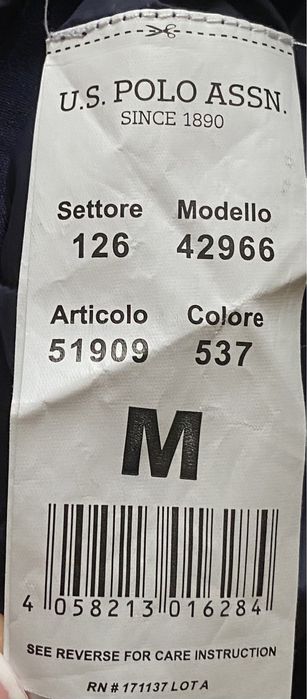 U.S. POLO ASSN.
SINCE 1890
Settore Modello
126 42966
Articolo Colore
51909 537
M
4 058213 016284
SEE REVERSE FOR CARE INSTRUCTION
RN # 171137 LOT A